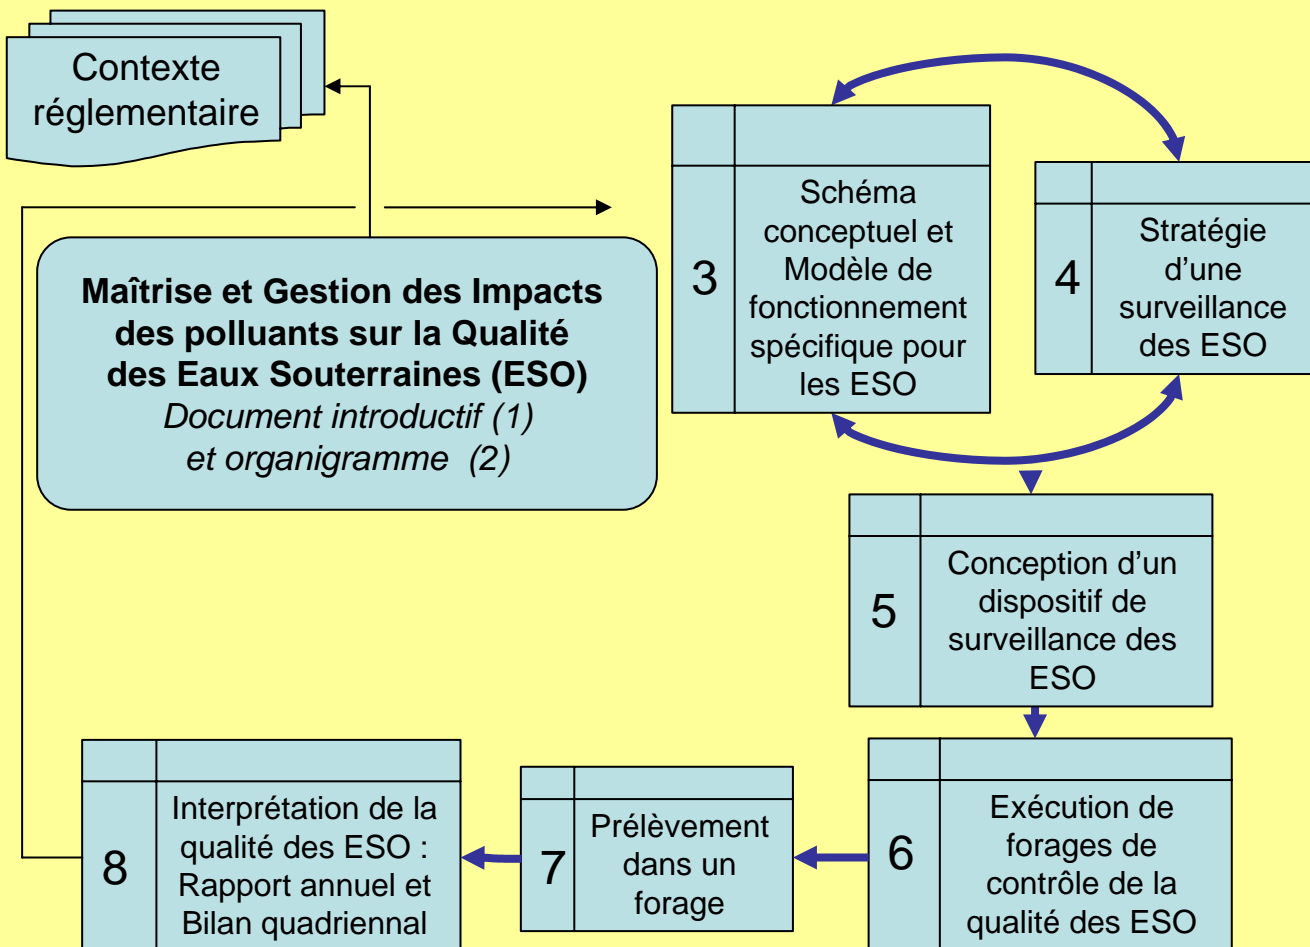 Contexte
réglementaire
Maîtrise et Gestion des Impacts
des polluants sur la Qualité
des Eaux Souterraines (ESO)
Document introductif (1)
et organigramme (2)
3
Schéma
conceptuel et
Modèle de
fonctionnement
spécifique pour
les ESO
4
Stratégie
d'une
surveillance
des ESO
5
Conception d'un
dispositif de
surveillance des
ESO
6
Exécution de
forages de
contrôle de la
qualité des ESO
7
Prélèvement
dans un
forage
8
Interprétation de la
qualité des ESO :
Rapport annuel et
Bilan quadriennal